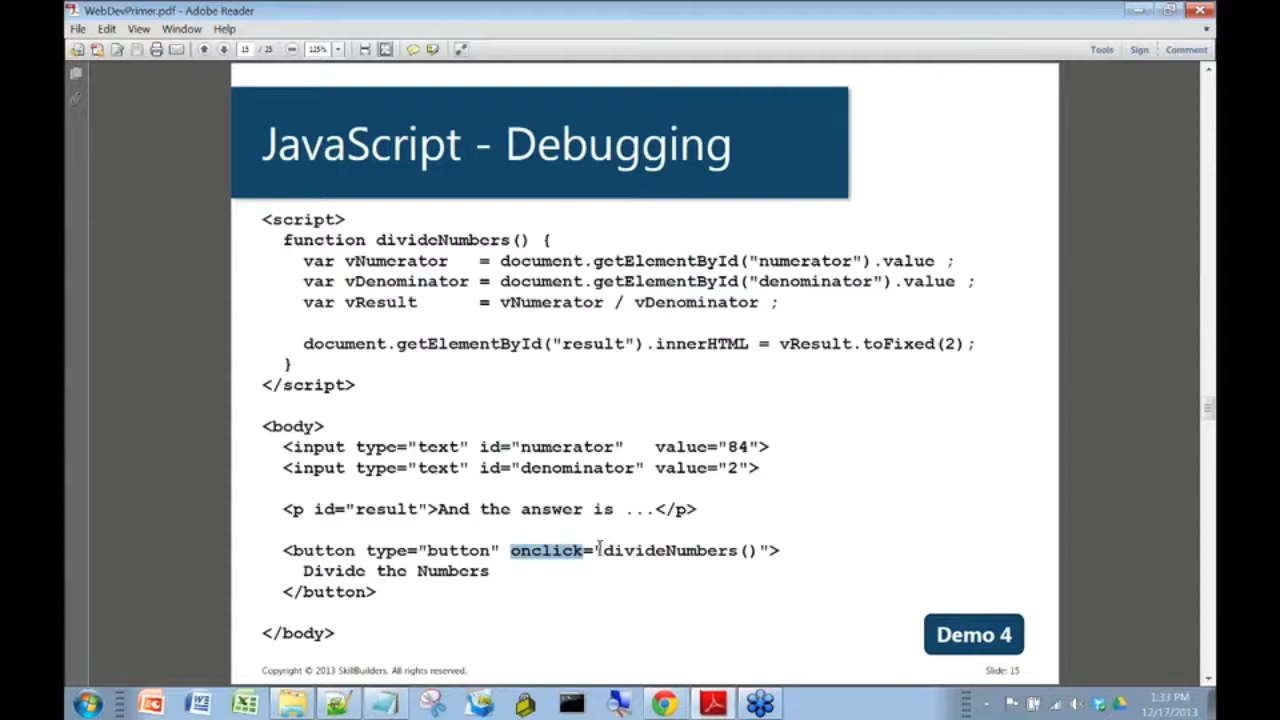 WebDevPrimer.pdf - Adobe Reader
File Edit View Window Help
15 / 25 125% Tools Sign Comment
JavaScript - Debugging
<script>
function divideNumbers() {
var vNumerator = document.getElementById("numerator").value ;
var vDenominator = document.getElementById("denominator").value ;
var vResult = vNumerator / vDenominator ;
document.getElementById("result").innerHTML = vResult.toFixed(2);
}
</script>
<body>
<input type="text" id="numerator" value="84">
<input type="text" id="denominator" value="2">
<p id="result">And the answer is ...</p>
<button type="button" onclick="divideNumbers()">
Divide the Numbers
</button>
</body>
Demo 4
Copyright © 2013 SkillBuilders. All rights reserved.
Slide: 15
1:33 PM
12/17/2013